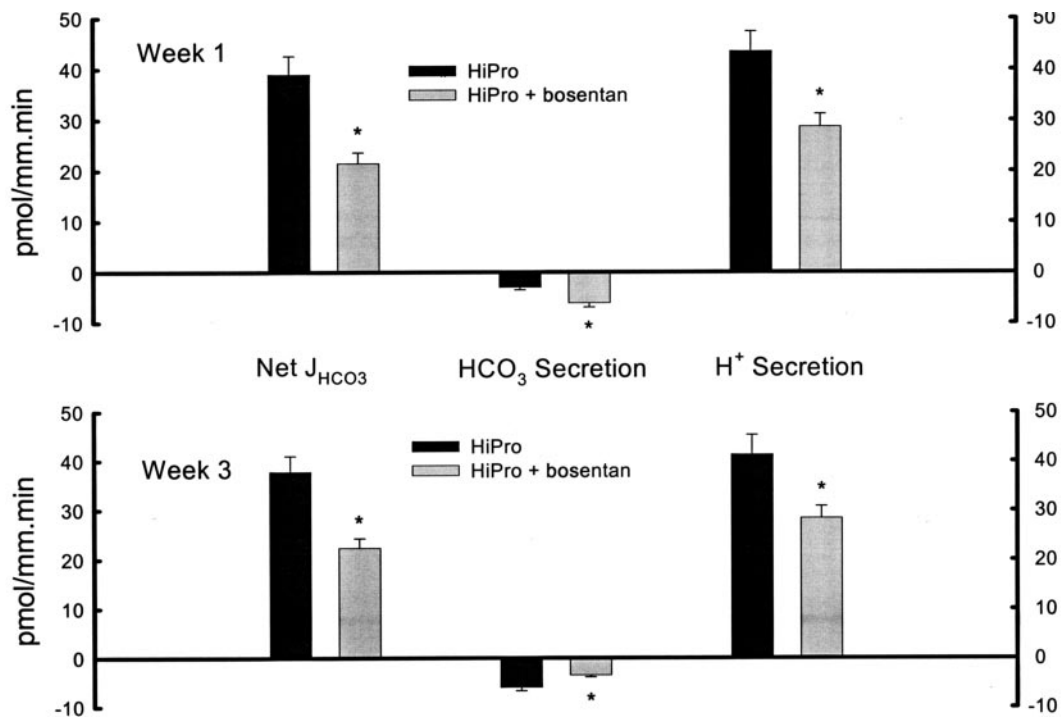 50 50
Week 1
HiPro
HiPro + bosentan
40 40
30 30
20 20
10 10
0 0
-10 -10
pmol/mm.min
* * *
Net J_HCO3 HCO₃ Secretion H⁺ Secretion
50 50
Week 3
HiPro
HiPro + bosentan
40 40
30 30
20 20
10 10
0 0
-10 -10
pmol/mm.min
* * *